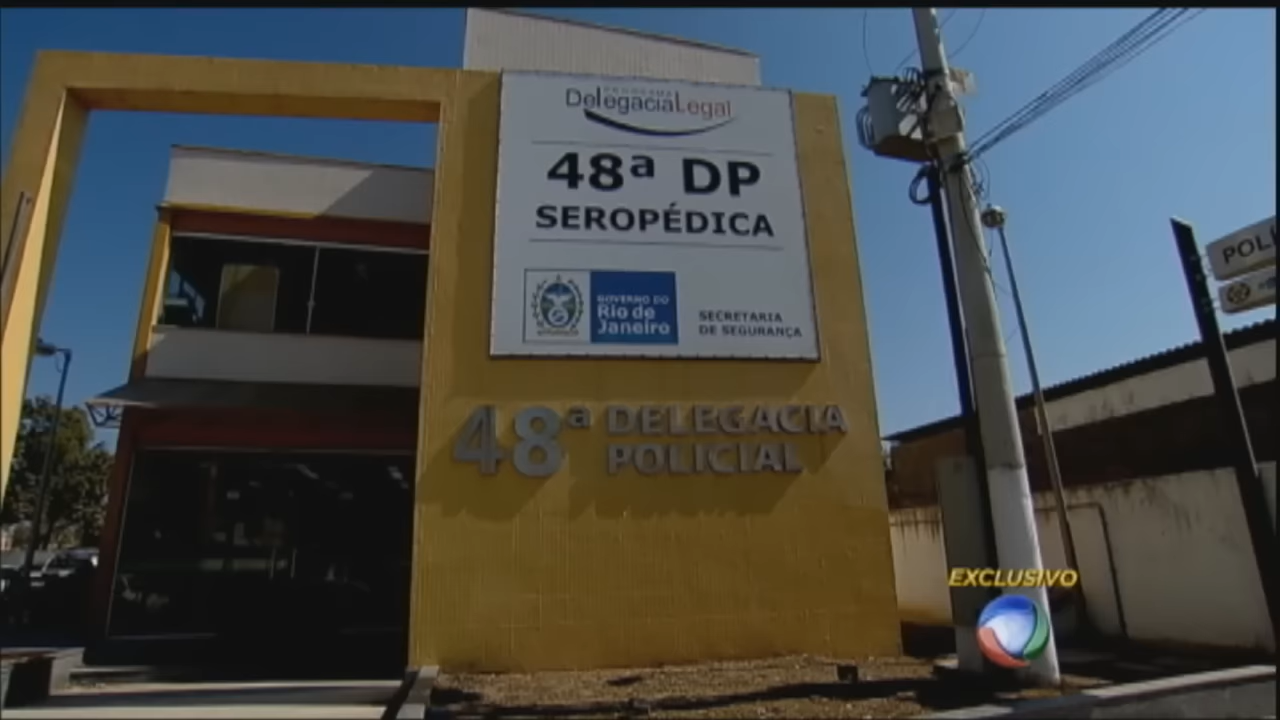 PROGRAMA
DelegaciaLegal
48ª DP
SEROPÉDICA
GOVERNO DO
Rio de
Janeiro
SECRETARIA
DE SEGURANÇA
48ª DELEGACIA
POLICIAL
POLI
EXCLUSIVO